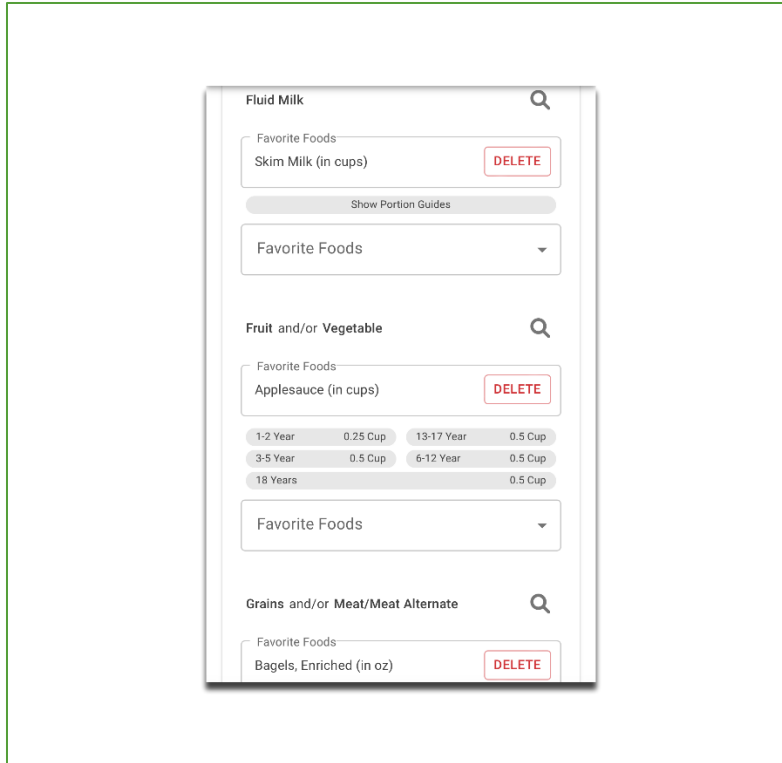 Fluid Milk
Favorite Foods
Skim Milk (in cups) DELETE
Show Portion Guides
Favorite Foods
Fruit and/or Vegetable
Favorite Foods
Applesauce (in cups) DELETE
1-2 Year 0.25 Cup 13-17 Year 0.5 Cup
3-5 Year 0.5 Cup 6-12 Year 0.5 Cup
18 Years 0.5 Cup
Favorite Foods
Grains and/or Meat/Meat Alternate
Favorite Foods
Bagels, Enriched (in oz) DELETE